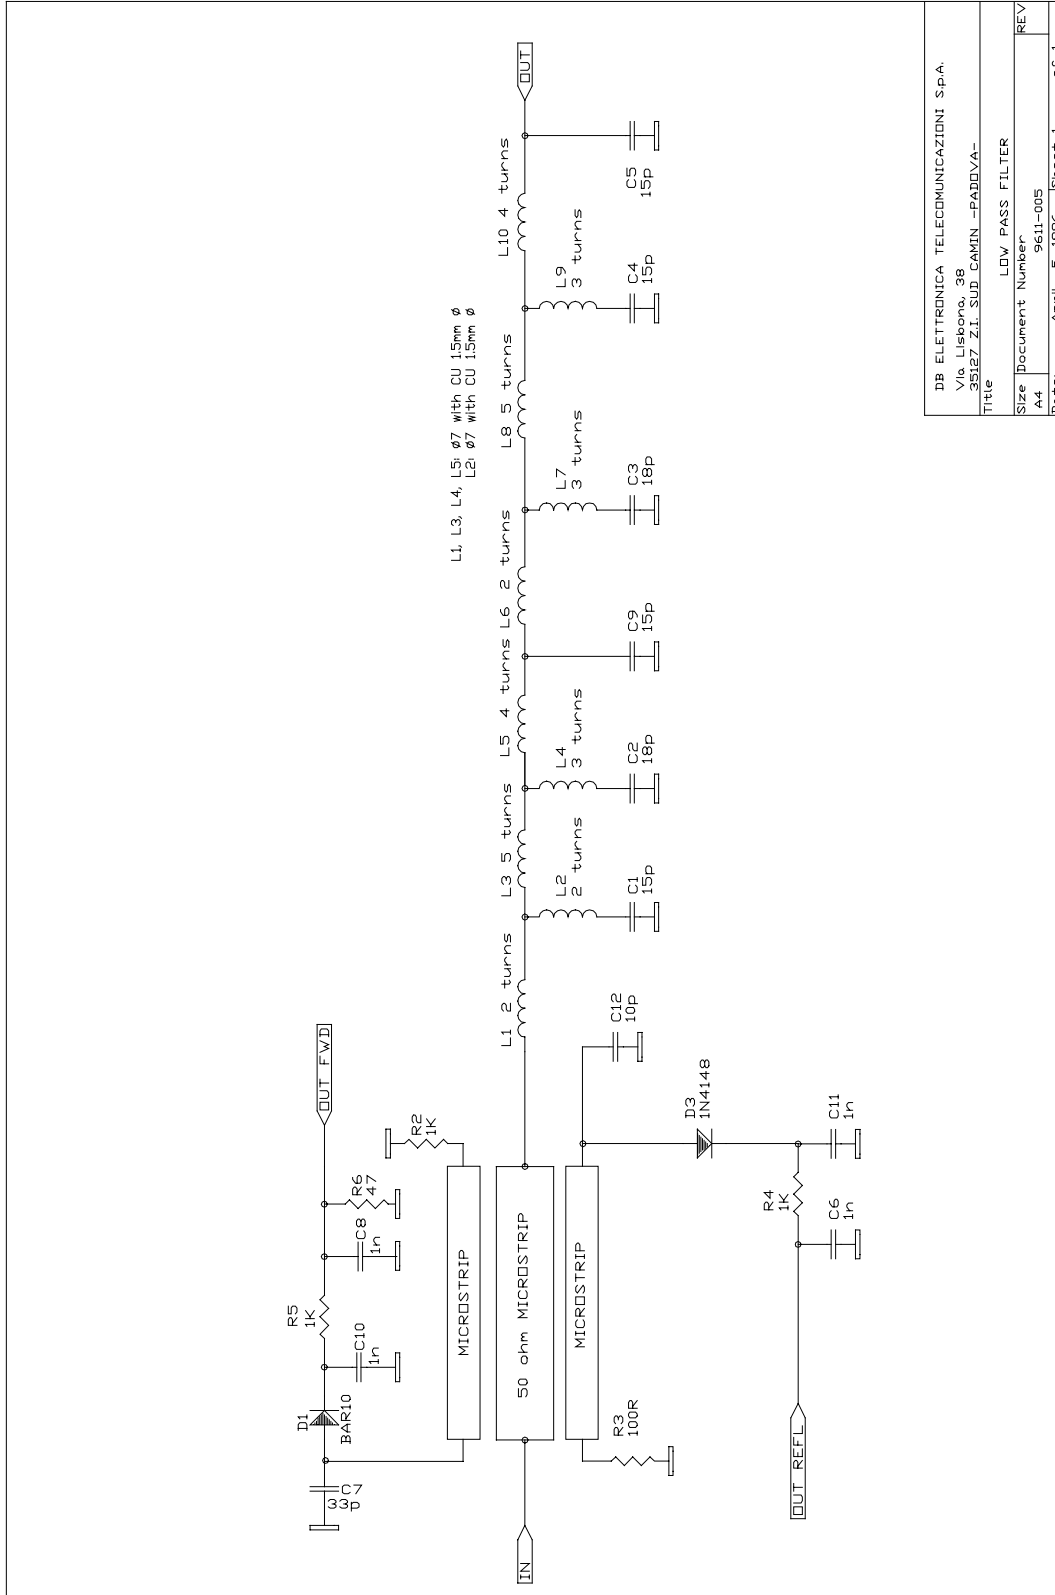 L1, L3, L4, L5: ø7 with CU 1.5mm ø
L2: ø7 with CU 1.5mm ø
C7
33p
D1
BAR10
C10
1n
R5
1K
C8
1n
R6
47
OUT FWD
R2
1K
MICROSTRIP
50 ohm MICROSTRIP
MICROSTRIP
IN
R3
100R
L1 2 turns
L3 5 turns
L5 4 turns
L6 2 turns
L8 5 turns
L10 4 turns
OUT
L2
2 turns
L4
3 turns
L7
3 turns
L9
3 turns
C12
10p
C1
15p
C2
18p
C9
15p
C3
18p
C4
15p
C5
15p
D3
1N4148
R4
1K
C6
1n
C11
1n
OUT REFL
DB ELETTRONICA TELECOMUNICAZIONI S.p.A.
Via Lisbona, 38
35127 Z.I. SUD CAMIN -PADOVA-
Title
LOW PASS FILTER
Size Document Number REV
A4 9611-005